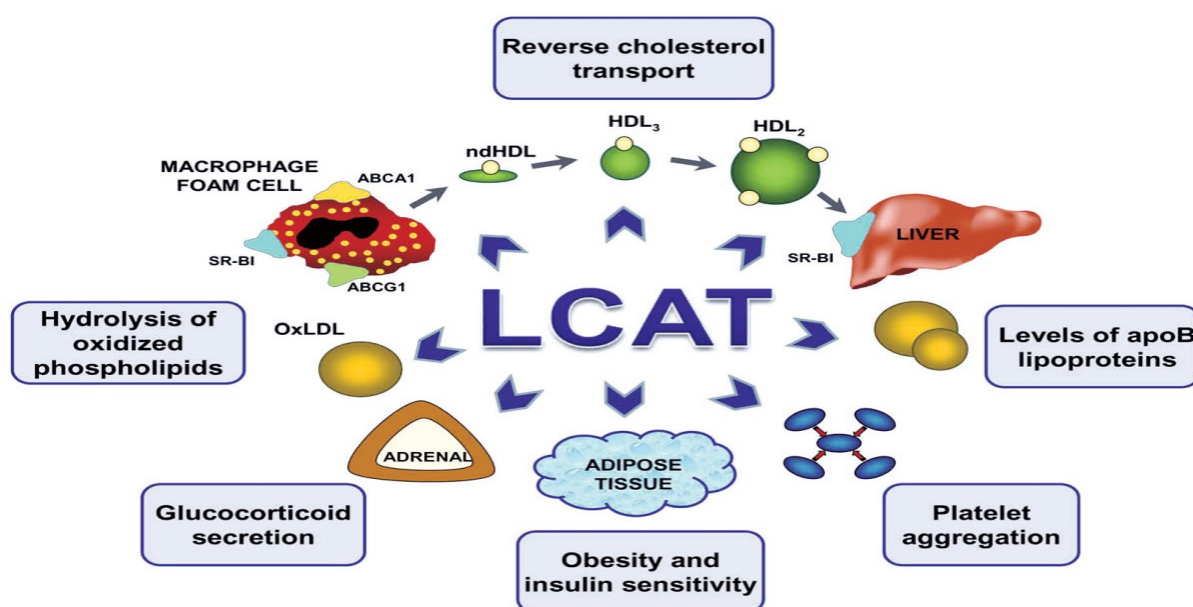 Reverse cholesterol
transport
HDL₃
HDL₂
ndHDL
MACROPHAGE
FOAM CELL
ABCA1
SR-BI
ABCG1
LIVER
SR-BI
LCAT
Hydrolysis of
oxidized
phospholipids
OxLDL
Levels of apoB
lipoproteins
ADRENAL
ADIPOSE
TISSUE
Glucocorticoid
secretion
Obesity and
insulin sensitivity
Platelet
aggregation